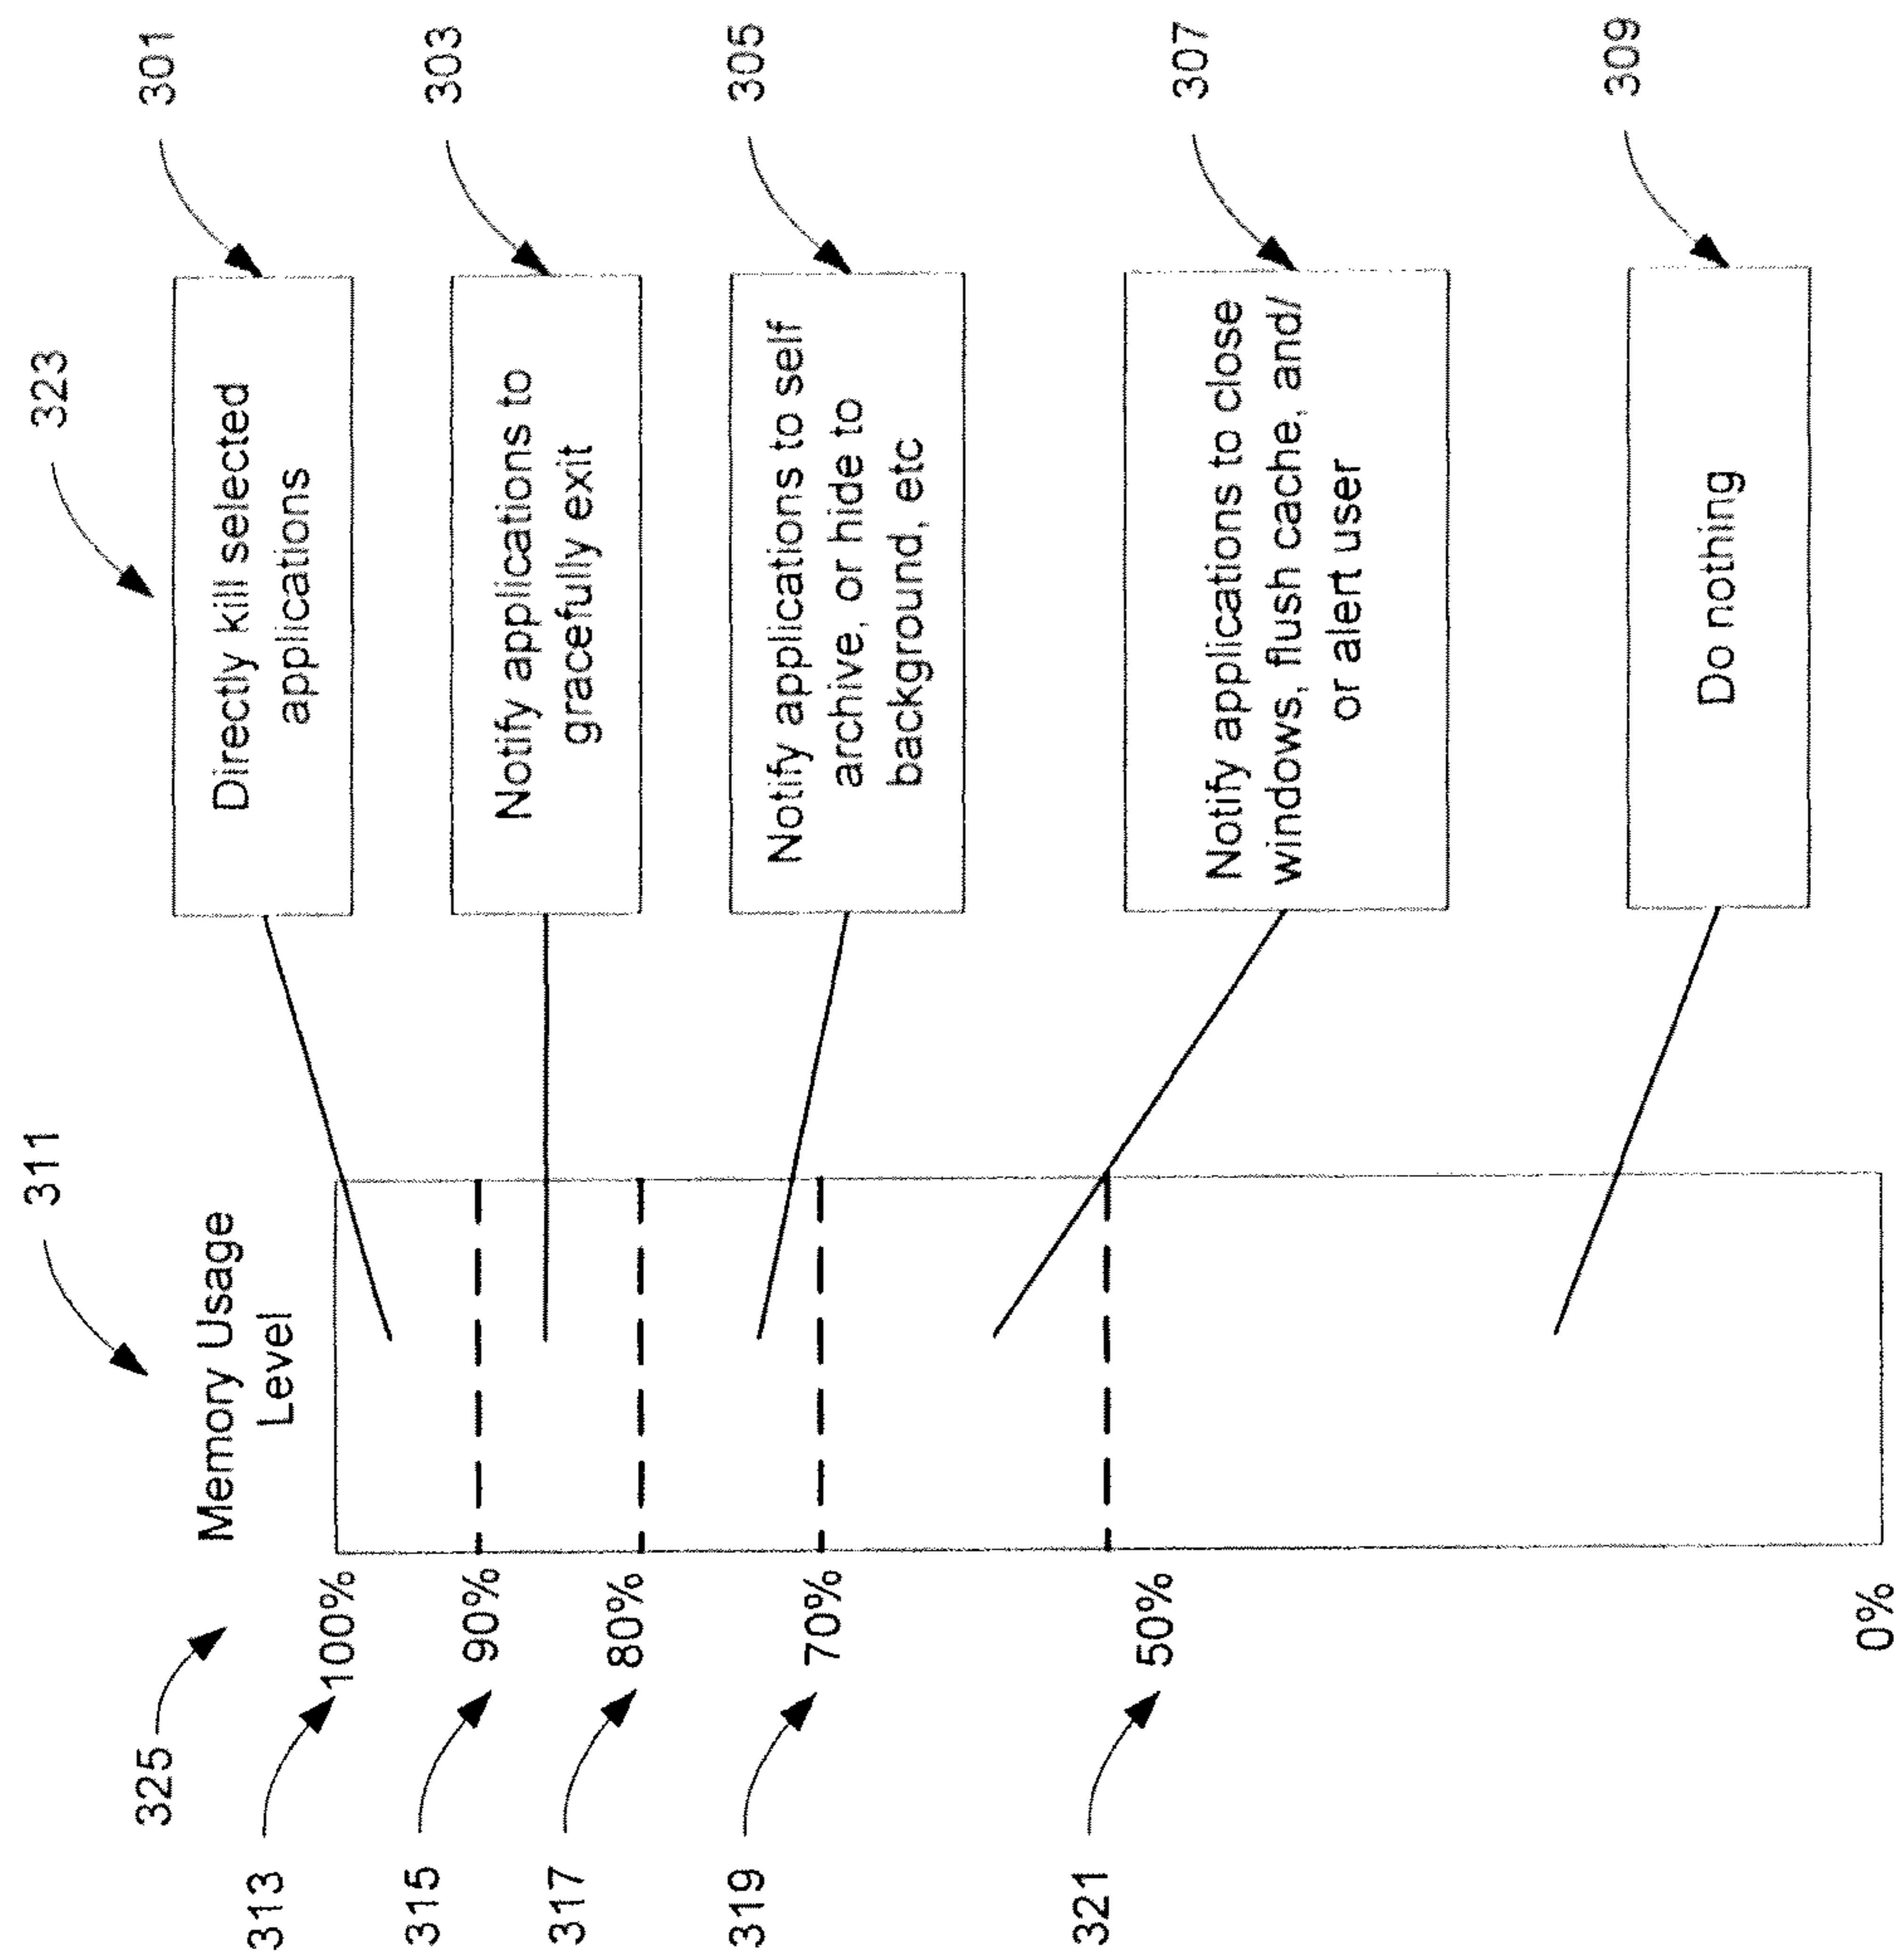 311
323
Memory Usage
Level
325
313
100%
315
90%
317
80%
319
70%
321
50%
0%
301
Directly kill selected
applications
303
Notify applications to
gracefully exit
305
Notify applications to self
archive, or hide to
background, etc
307
Notify applications to close
windows, flush cache, and/
or alert user
309
Do nothing